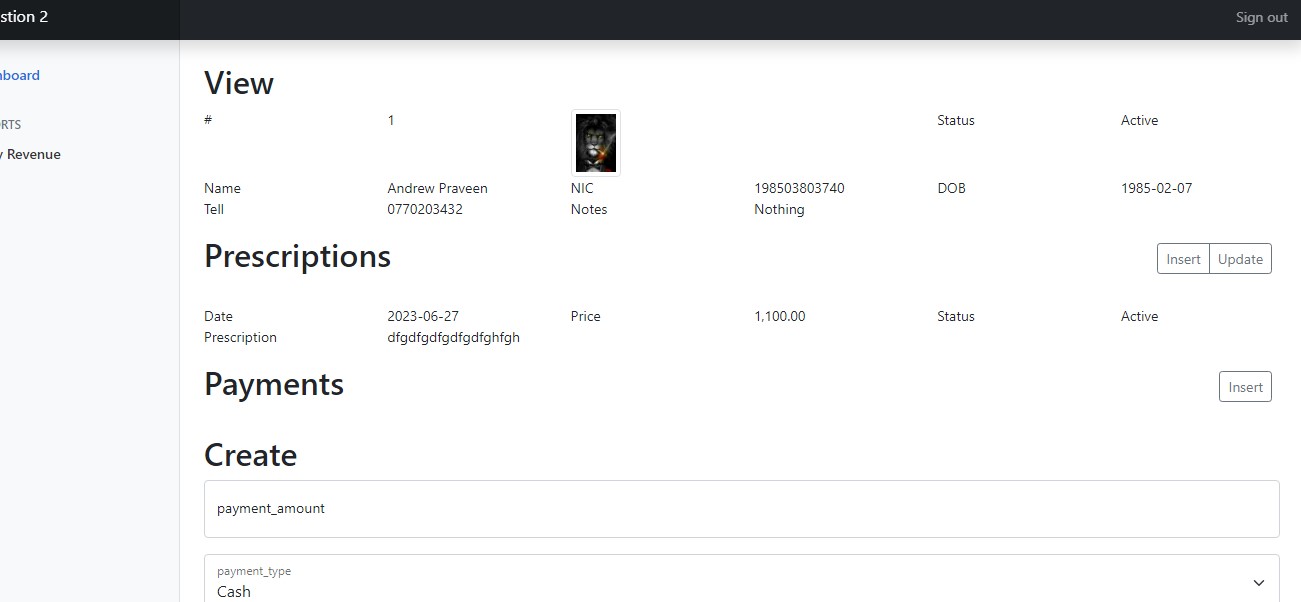 stion 2
Sign out
board
RTS
Revenue
View
# 1 Status Active
Name Andrew Praveen NIC 198503803740 DOB 1985-02-07
Tell 0770203432 Notes Nothing
Prescriptions Insert Update
Date 2023-06-27 Price 1,100.00 Status Active
Prescription dfgdfgdfgdfgdfghfgh
Payments Insert
Create
payment_amount
payment_type
Cash